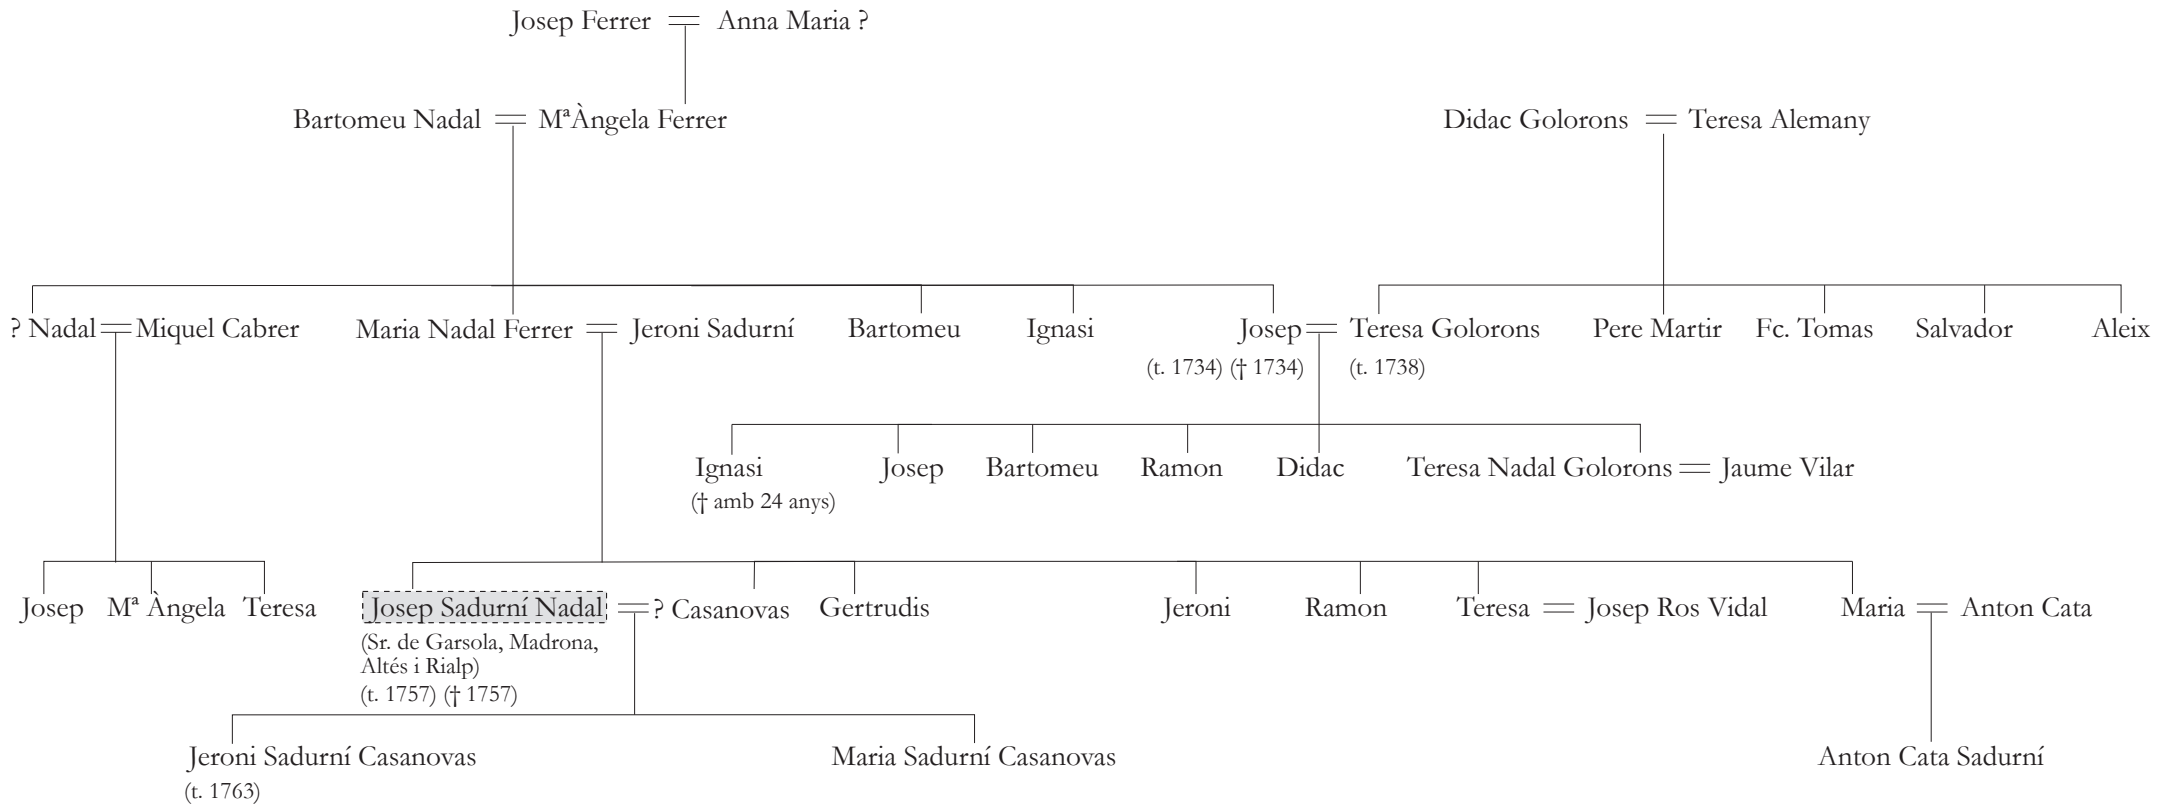 Josep Ferrer Anna Maria ?
Bartomeu Nadal MªÀngela Ferrer Didac Golorons Teresa Alemany
? Nadal Miquel Cabrer Maria Nadal Ferrer Jeroni Sadurní Bartomeu Ignasi Josep Teresa Golorons Pere Martir Fc. Tomas Salvador Aleix
(t. 1734) († 1734) (t. 1738)
Ignasi Josep Bartomeu Ramon Didac Teresa Nadal Golorons Jaume Vilar
(† amb 24 anys)
Josep Mª Àngela Teresa Josep Sadurní Nadal ? Casanovas Gertrudis Jeroni Ramon Teresa Josep Ros Vidal Maria Anton Cata
(Sr. de Garsola, Madrona,
Altés i Rialp)
(t. 1757) († 1757)
Jeroni Sadurní Casanovas Maria Sadurní Casanovas Anton Cata Sadurní
(t. 1763)